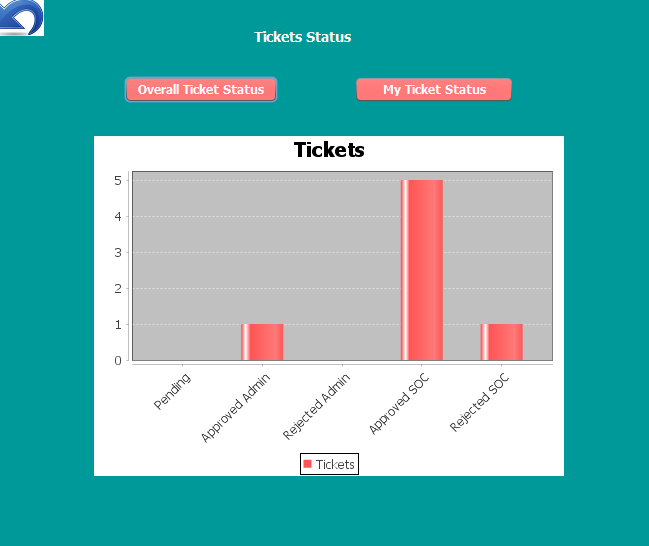 Tickets Status
Overall Ticket Status
My Ticket Status
Tickets
5
4
3
2
1
0
Pending
Approved Admin
Rejected Admin
Approved SOC
Rejected SOC
Tickets